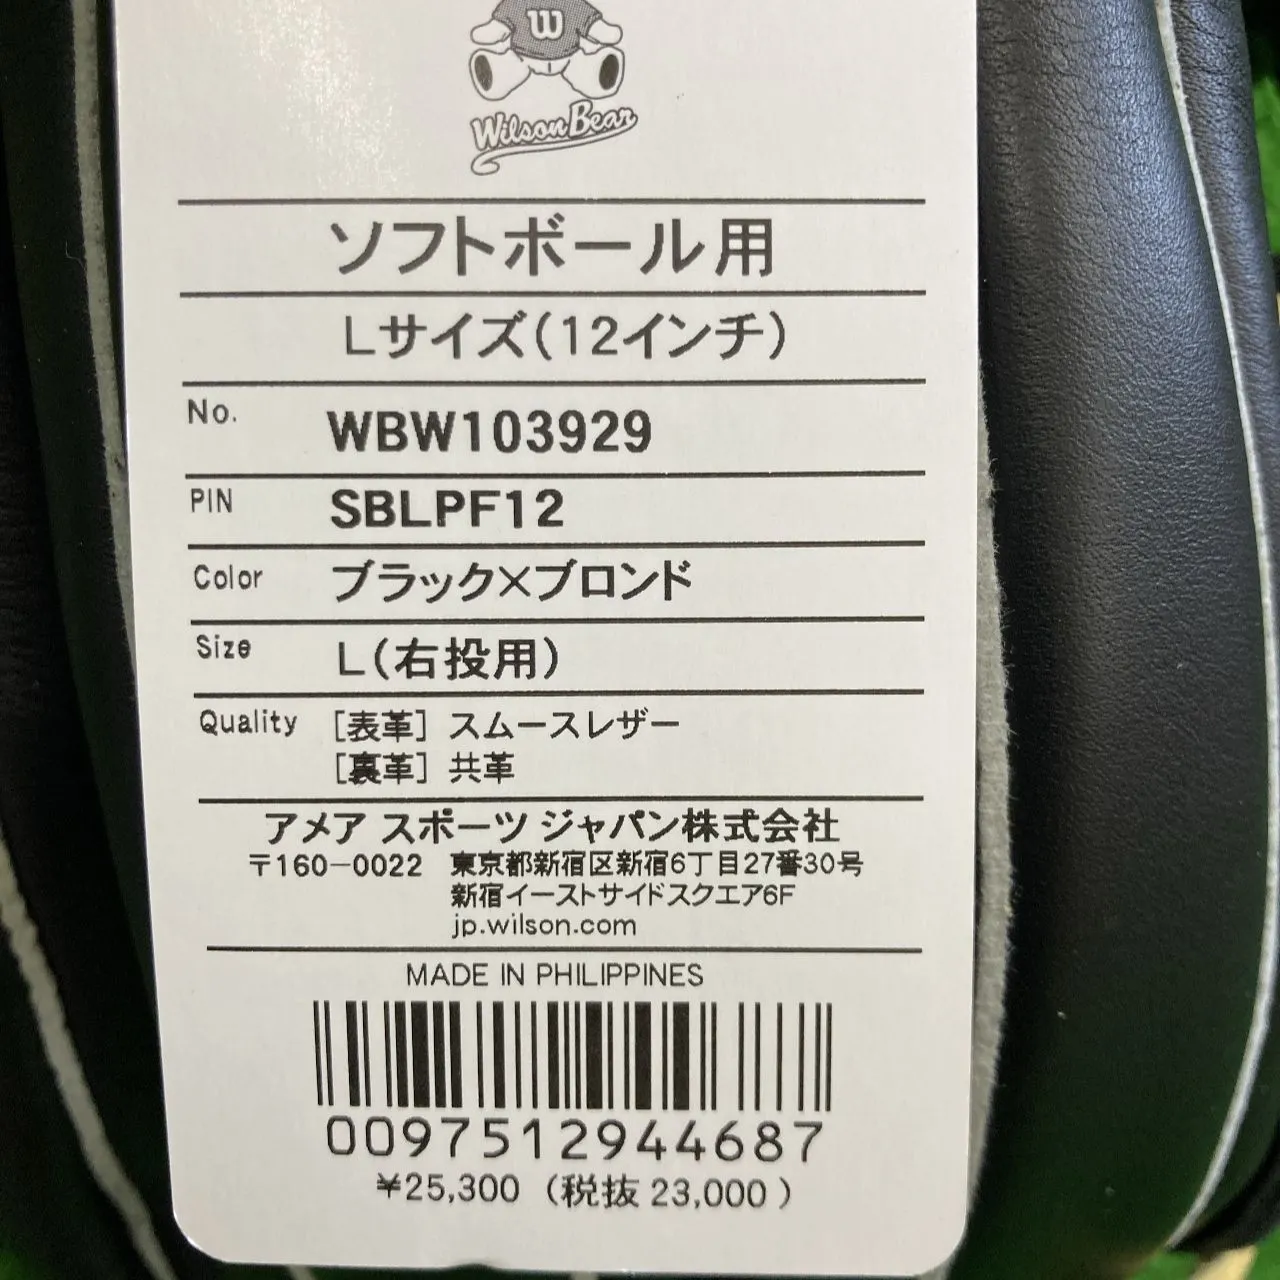 W
Wilson Bear
ソフトボール用
Lサイズ(12インチ)
No. WBW103929
PIN SBLPF12
Color ブラック×ブロンド
Size L(右投用)
Quality [表革] スムースレザー
[裏革] 共革
アメア スポーツ ジャパン株式会社
〒160-0022 東京都新宿区新宿6丁目27番30号
新宿イーストサイドスクエア6F
jp.wilson.com
MADE IN PHILIPPINES
0097512944687
¥25,300 (税抜 23,000)